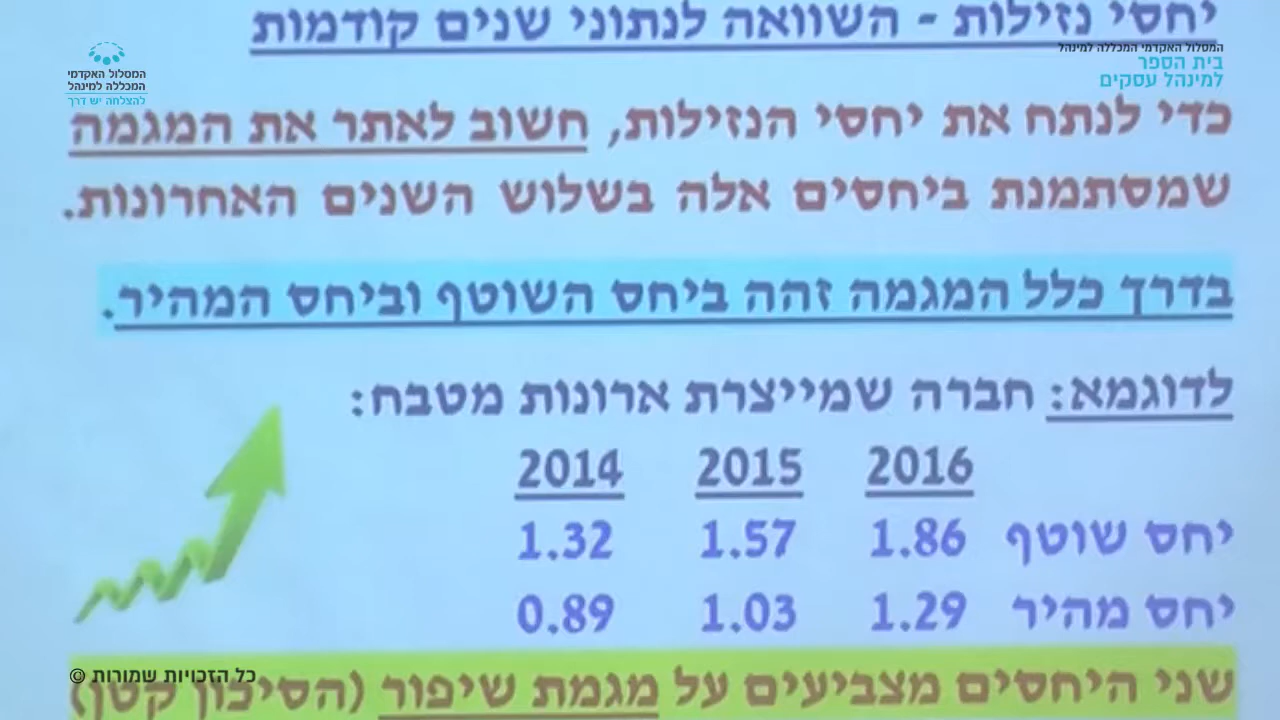 יחסי נזילות - השוואה לנתוני שנים קודמות
המסלול האקדמי המכללה למינהל
בית הספר
למינהל עסקים
המסלול האקדמי
המכללה למינהל
להצלחה יש דרך
כדי לנתח את יחסי הנזילות, חשוב לאתר את המגמה
שמסתמנת ביחסים אלה בשלוש השנים האחרונות.
בדרך כלל המגמה זהה ביחס השוטף וביחס המהיר.
לדוגמא: חברה שמייצרת ארונות מטבח:
2016 2015 2014
יחס שוטף 1.86 1.57 1.32
יחס מהיר 1.29 1.03 0.89
שני היחסים מצביעים על מגמת שיפור (הסיכון קטן)
כל הזכויות שמורות ©